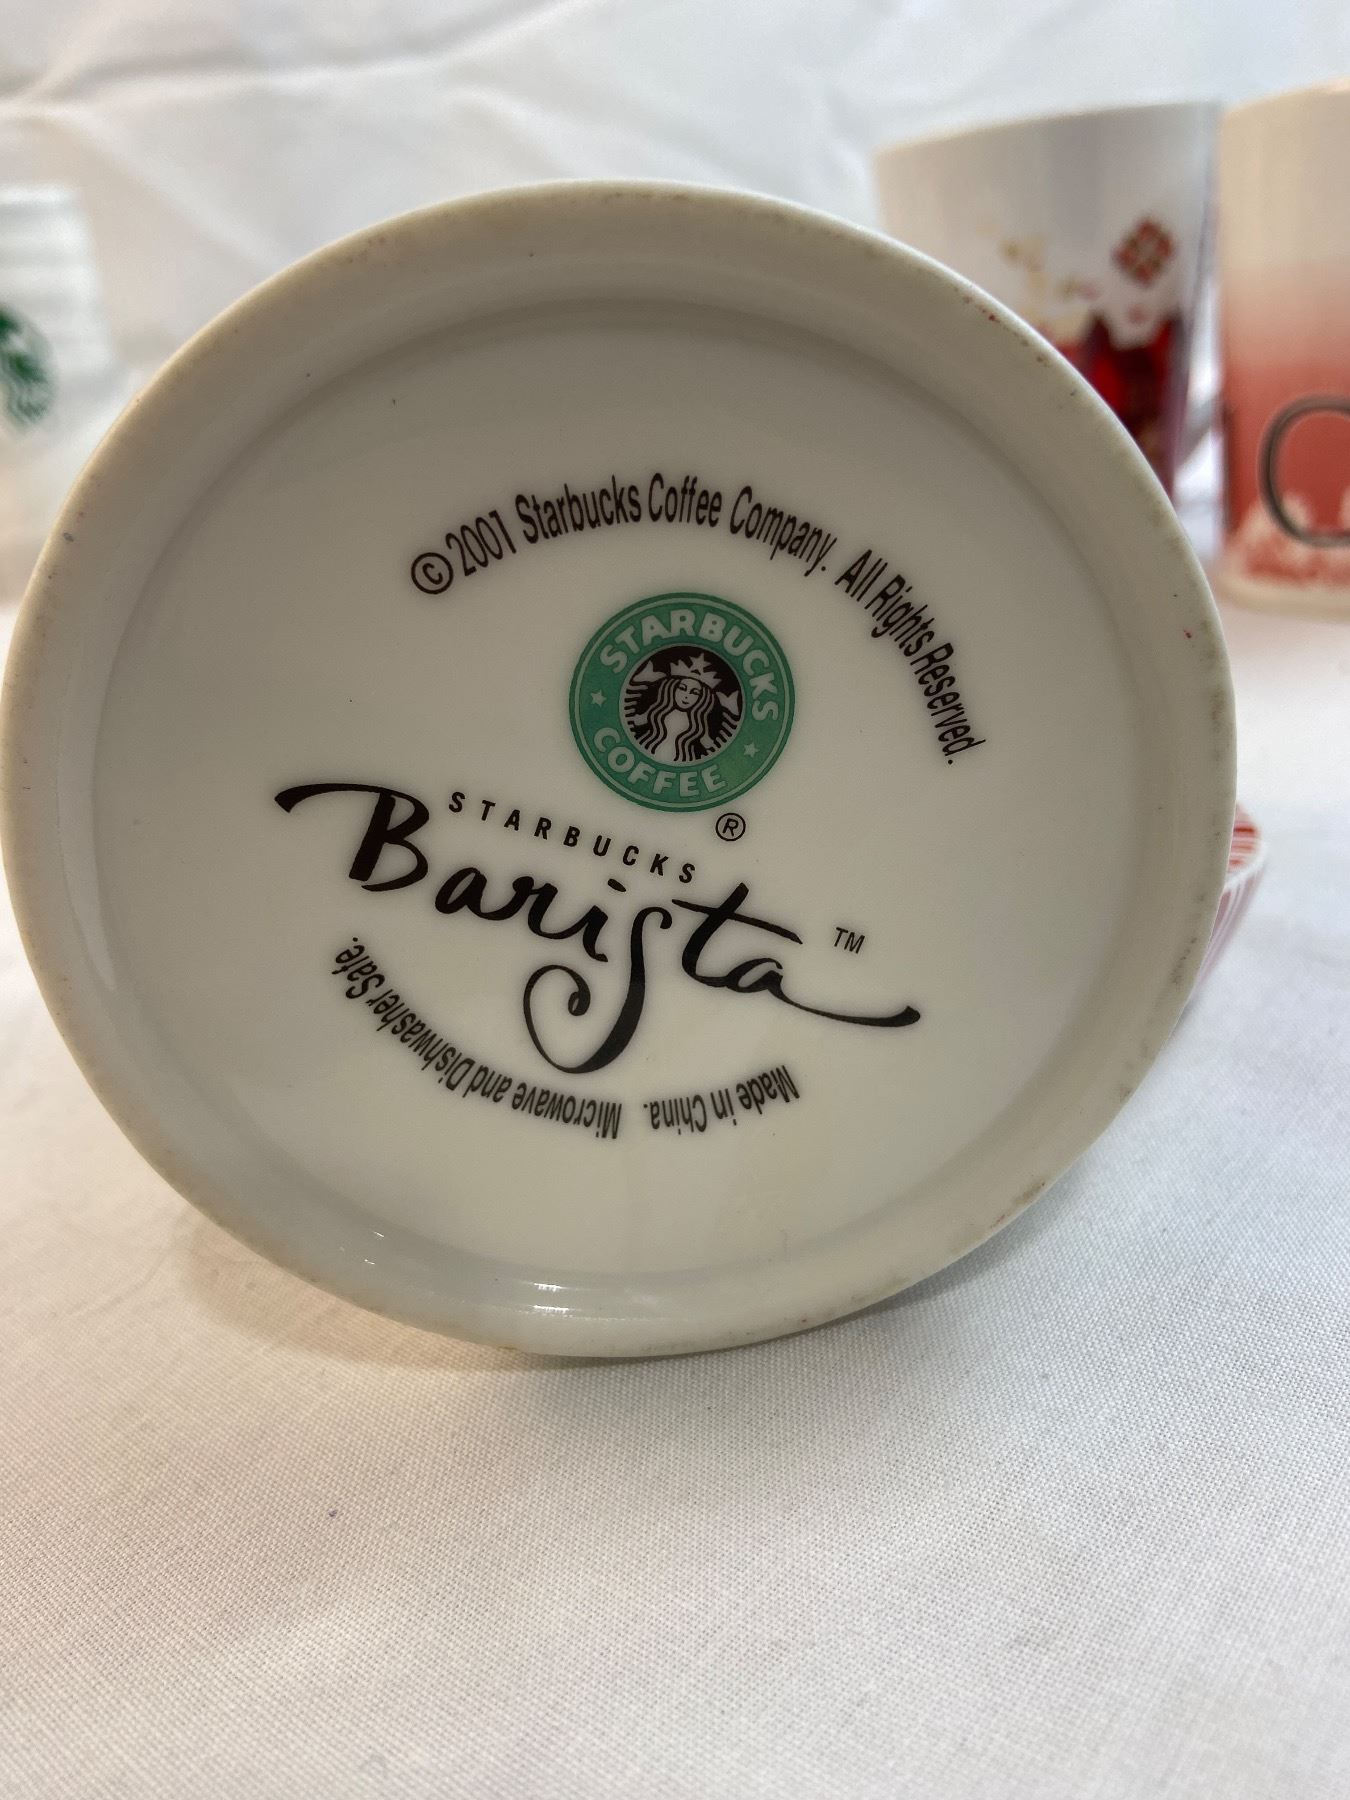 © 2001 Starbucks Coffee Company. All Rights Reserved.
STARBUCKS
COFFEE
®
STARBUCKS
Barista ™
Microwave and Dishwasher Safe. Made in China.